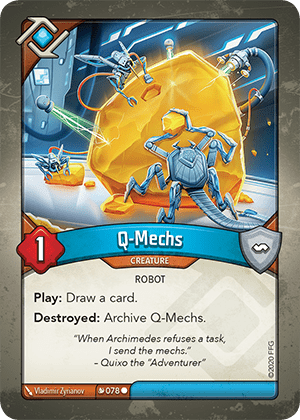 Q-Mechs
CREATURE
1
ROBOT
Play: Draw a card.
Destroyed: Archive Q-Mechs.
"When Archimedes refuses a task,
I send the mechs."
- Quixo the "Adventurer"
©2020 FFG
Vladimir Zyrianov
078